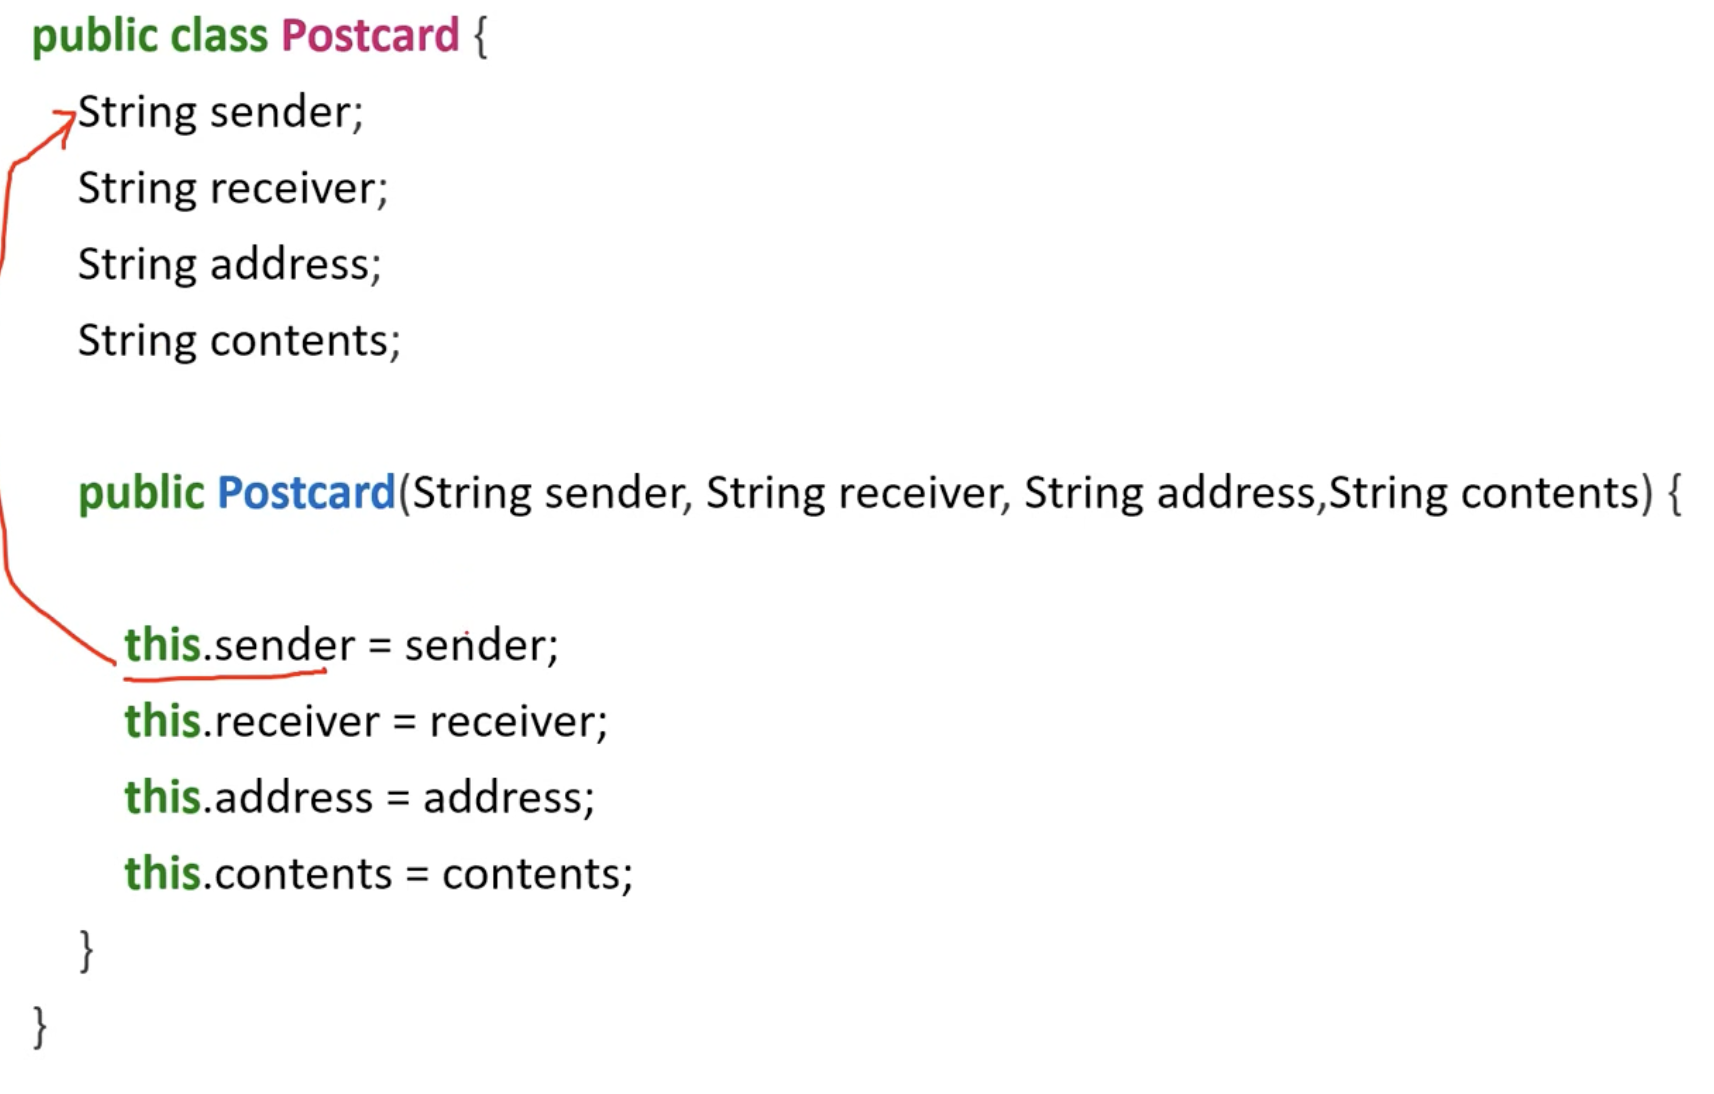 public class Postcard {
String sender;
String receiver;
String address;
String contents;
public Postcard(String sender, String receiver, String address,String contents) {
this.sender = sender;
this.receiver = receiver;
this.address = address;
this.contents = contents;
}
}